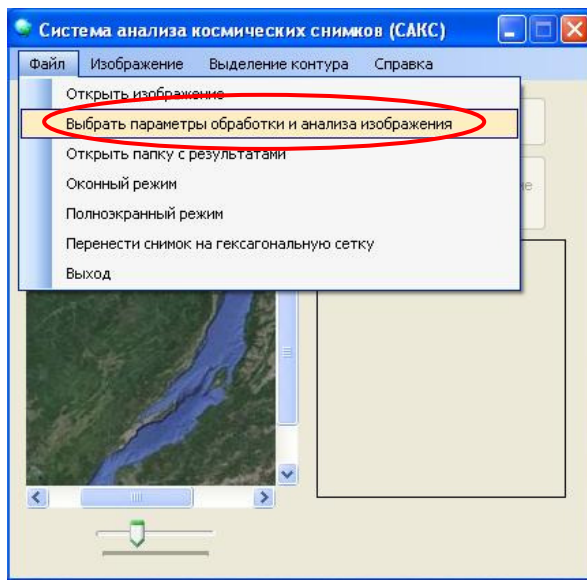 Система анализа космических снимков (САКС)
Файл Изображение Выделение контура Справка
Открыть изображение
Выбрать параметры обработки и анализа изображения
Открыть папку с результатами
Оконный режим
Полноэкранный режим
Перенести снимок на гексагональную сетку
Выход